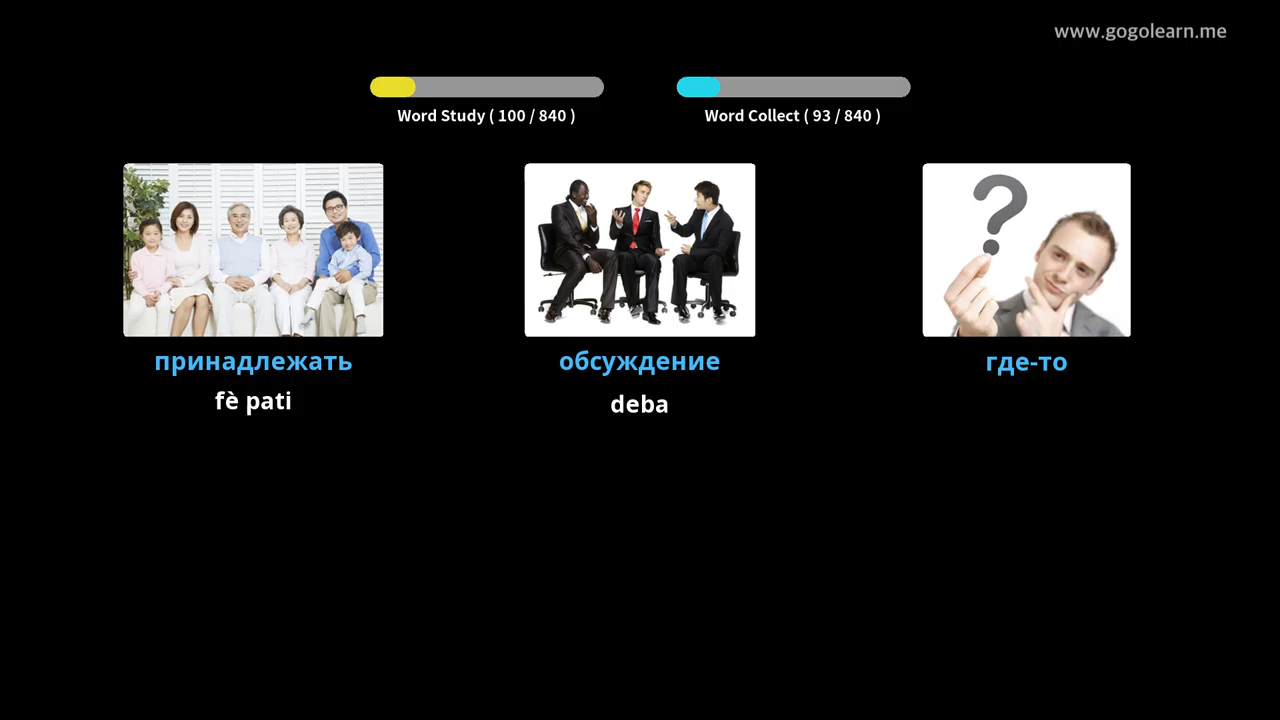 www.gogolearn.me
Word Study ( 100 / 840 )
Word Collect ( 93 / 840 )
принадлежать
обсуждение
где-то
fè pati
deba